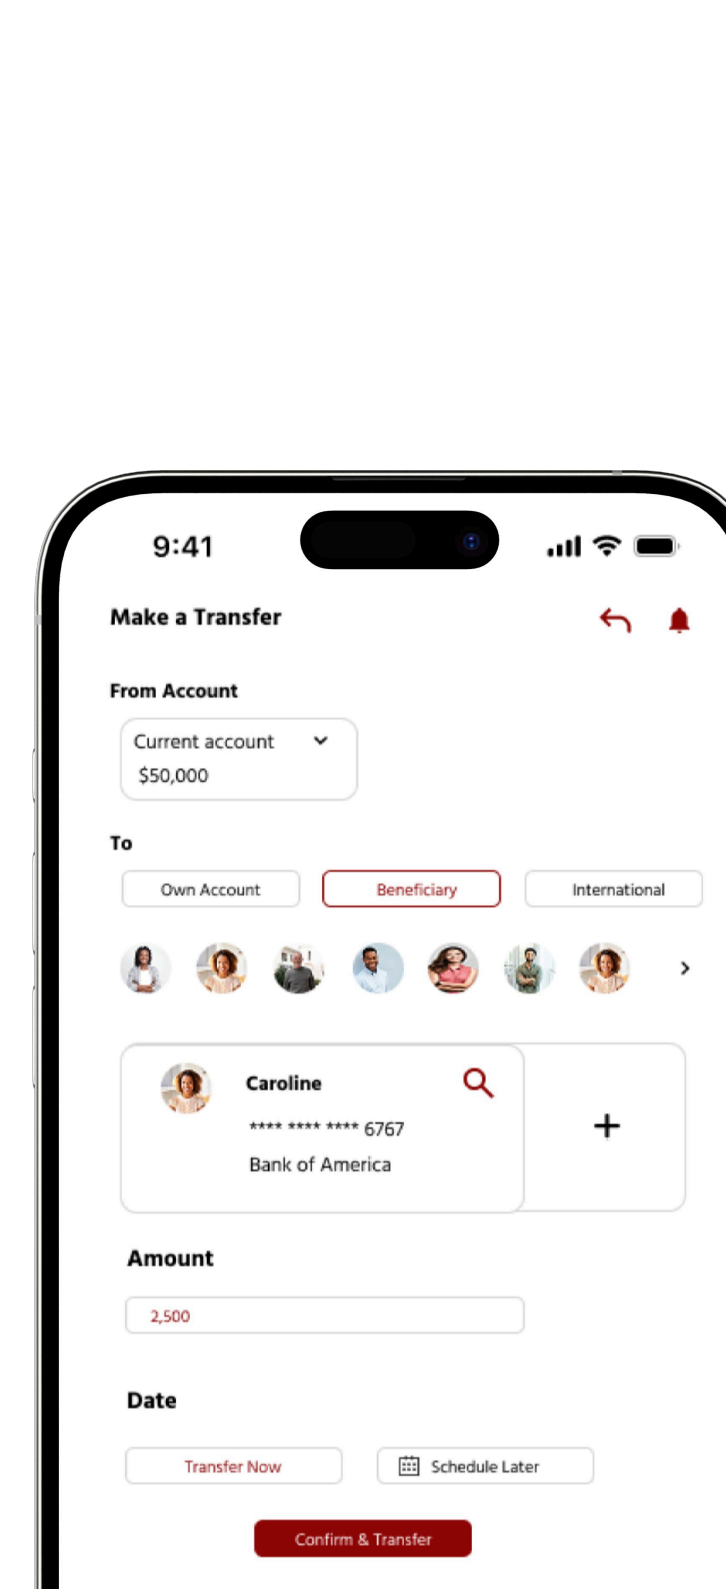 9:41
Make a Transfer
From Account
Current account
$50,000
To
Own Account Beneficiary International
Caroline
**** **** **** 6767
Bank of America
Amount
2,500
Date
Transfer Now Schedule Later
Confirm & Transfer